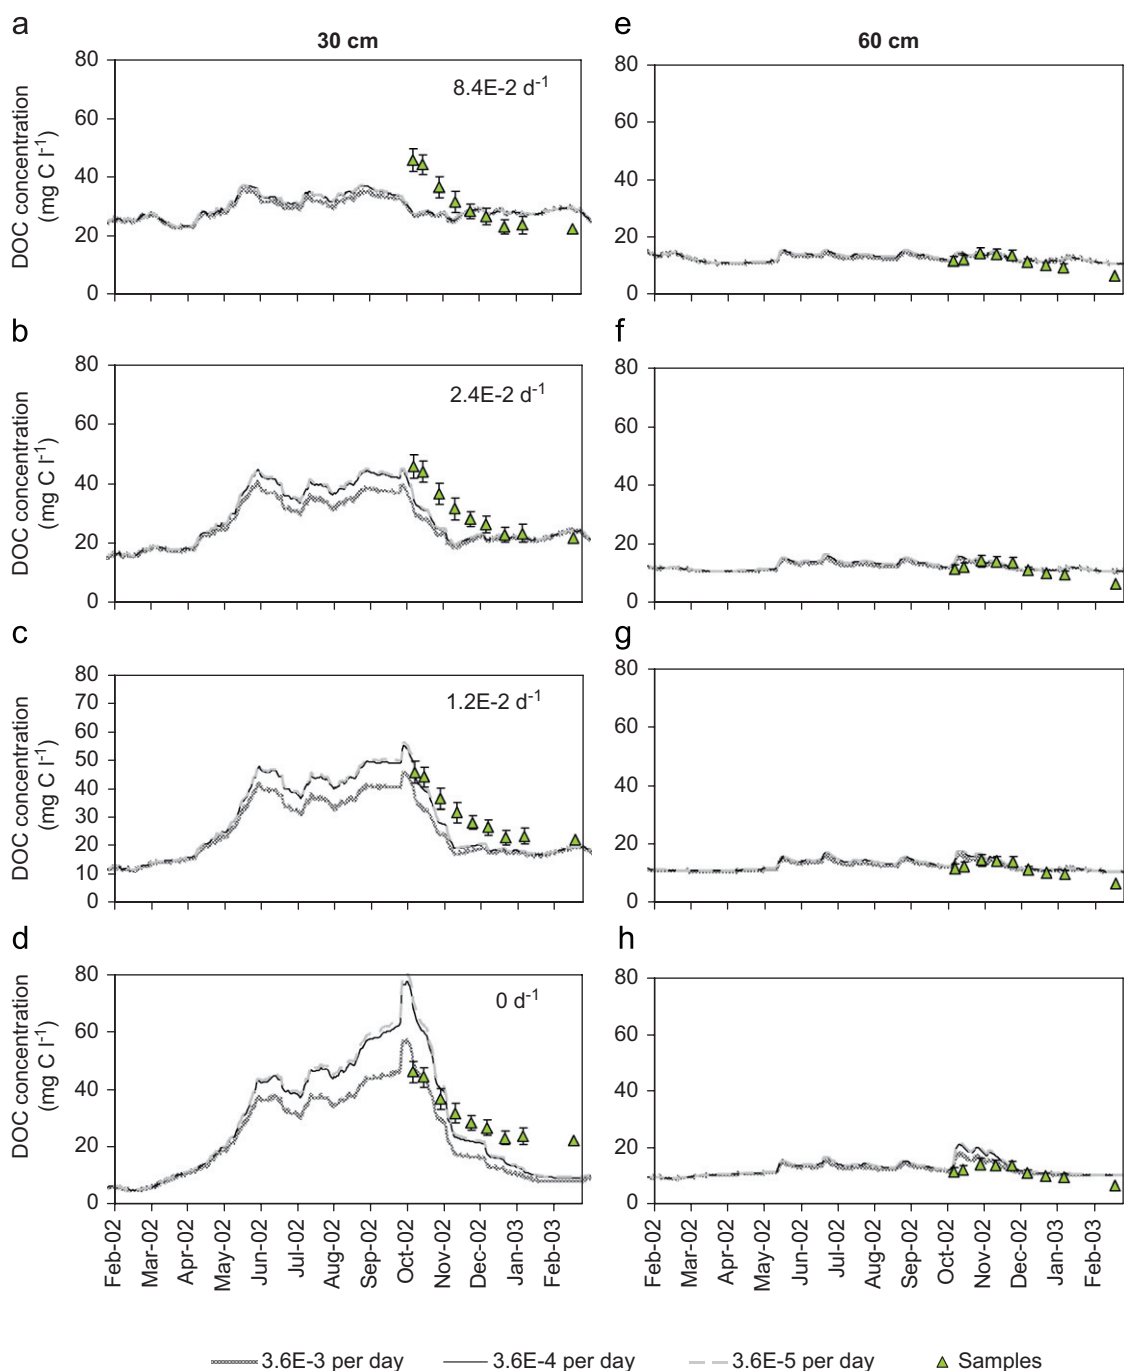 a
e
30 cm
60 cm
DOC concentration
(mg C l-1)
80
60
40
20
0
8.4E-2 d-1
80
60
40
20
0
b
f
DOC concentration
(mg C l-1)
80
60
40
20
0
2.4E-2 d-1
80
60
40
20
0
c
g
DOC concentration
(mg C l-1)
80
70
60
50
40
30
20
10
0
1.2E-2 d-1
80
60
40
20
0
d
h
DOC concentration
(mg C l-1)
80
60
40
20
0
0 d-1
80
60
40
20
0
Feb-02
Mar-02
Apr-02
May-02
Jun-02
Jul-02
Aug-02
Sep-02
Oct-02
Nov-02
Dec-02
Jan-03
Feb-03
Feb-02
Mar-02
Apr-02
May-02
Jun-02
Jul-02
Aug-02
Sep-02
Oct-02
Nov-02
Dec-02
Jan-03
Feb-03
3.6E-3 per day
3.6E-4 per day
3.6E-5 per day
Samples